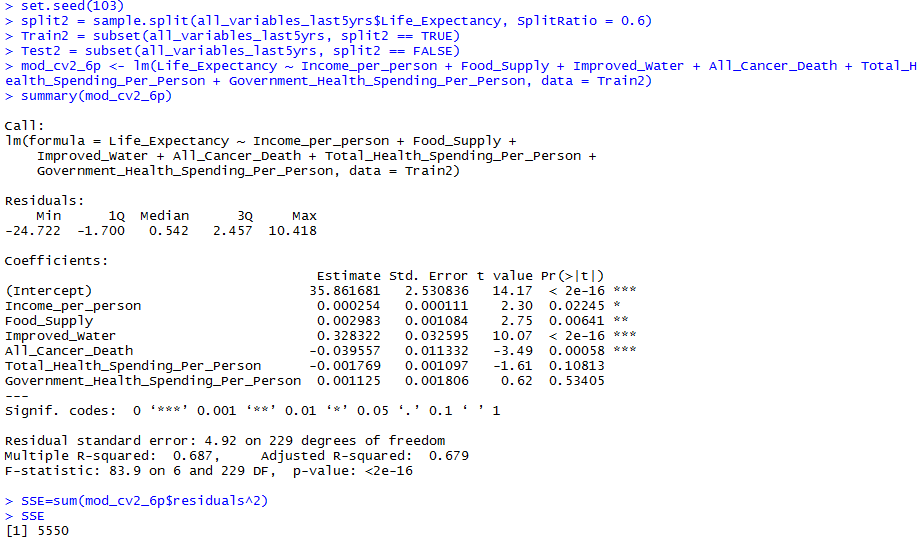 > set.seed(103)
> split2 = sample.split(all_variables_last5yrs$Life_Expectancy, SplitRatio = 0.6)
> Train2 = subset(all_variables_last5yrs, split2 == TRUE)
> Test2 = subset(all_variables_last5yrs, split2 == FALSE)
> mod_cv2_6p <- lm(Life_Expectancy ~ Income_per_person + Food_Supply + Improved_Water + All_Cancer_Death + Total_H
ealth_Spending_Per_Person + Government_Health_Spending_Per_Person, data = Train2)
> summary(mod_cv2_6p)

Call:
lm(formula = Life_Expectancy ~ Income_per_person + Food_Supply +
    Improved_Water + All_Cancer_Death + Total_Health_Spending_Per_Person +
    Government_Health_Spending_Per_Person, data = Train2)

Residuals:
    Min      1Q  Median      3Q     Max
-24.722  -1.700   0.542   2.457  10.418

Coefficients:
                                       Estimate Std. Error t value Pr(>|t|)
(Intercept)                           35.861681   2.530836   14.17  < 2e-16 ***
Income_per_person                      0.000254   0.000111    2.30  0.02245 *
Food_Supply                            0.002983   0.001084    2.75  0.00641 **
Improved_Water                         0.328322   0.032595   10.07  < 2e-16 ***
All_Cancer_Death                      -0.039557   0.011332   -3.49  0.00058 ***
Total_Health_Spending_Per_Person      -0.001769   0.001097   -1.61  0.10813
Government_Health_Spending_Per_Person  0.001125   0.001806    0.62  0.53405
---
Signif. codes:  0 ‘***’ 0.001 ‘**’ 0.01 ‘*’ 0.05 ‘.’ 0.1 ‘ ’ 1

Residual standard error: 4.92 on 229 degrees of freedom
Multiple R-squared:  0.687,     Adjusted R-squared:  0.679
F-statistic: 83.9 on 6 and 229 DF,  p-value: <2e-16

> SSE=sum(mod_cv2_6p$residuals^2)
> SSE
[1] 5550